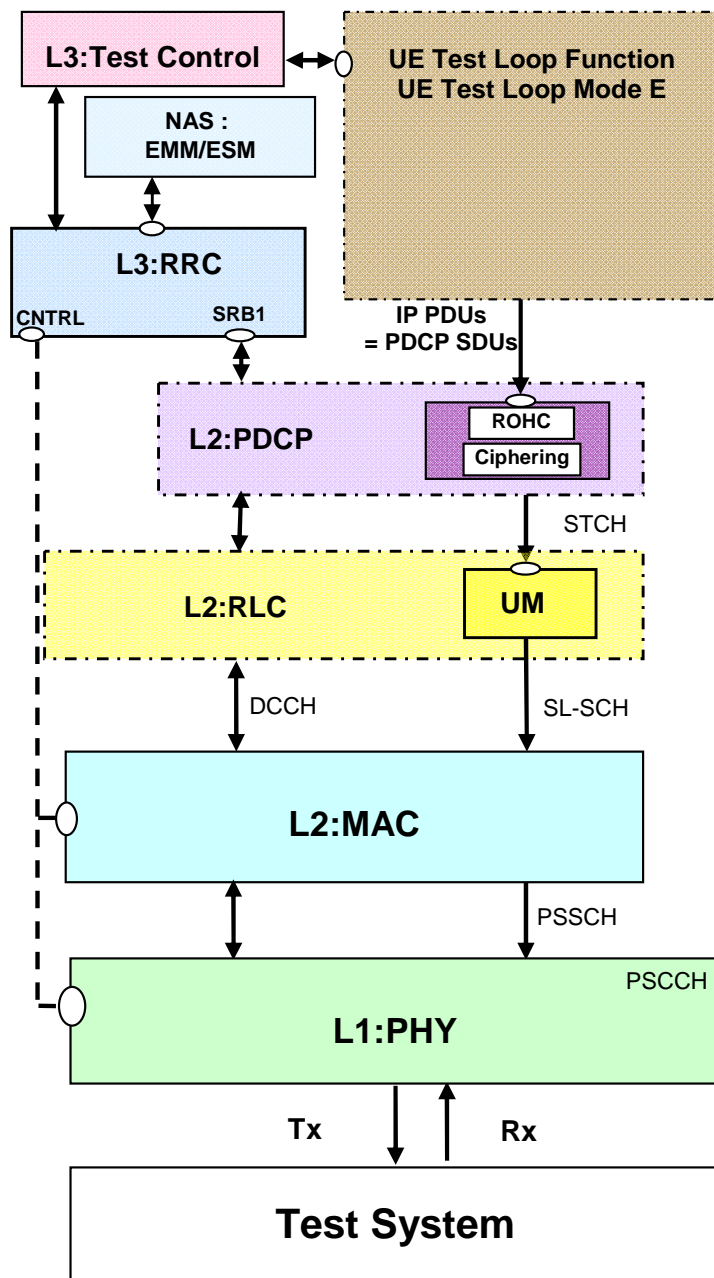 L3:Test Control
UE Test Loop Function
UE Test Loop Mode E
NAS :
EMM/ESM
L3:RRC
CNTRL
SRB1
IP PDUs
= PDCP SDUs
L2:PDCP
ROHC
Ciphering
STCH
L2:RLC
UM
DCCH
SL-SCH
L2:MAC
PSSCH
PSCCH
L1:PHY
Tx
Rx
Test System